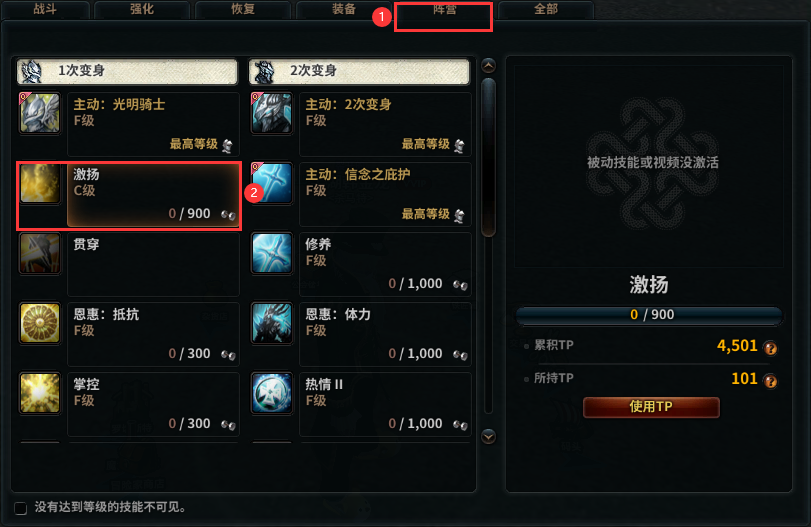 战斗 强化 恢复 装备 阵营 全部
1
1次变身 2次变身
主动：光明骑士
F级
最高等级
主动：2次变身
F级
最高等级
激扬
C级
0 / 900
2
主动：信念之庇护
F级
最高等级
贯穿
修养
F级
0 / 1,000
恩惠：抵抗
F级
0 / 300
恩惠：体力
F级
0 / 1,000
掌控
F级
0 / 300
热情 II
F级
0 / 1,000
没有达到等级的技能不可见。
被动技能或视频没激活
激扬
0 / 900
累积TP 4,501
所持TP 101
使用TP